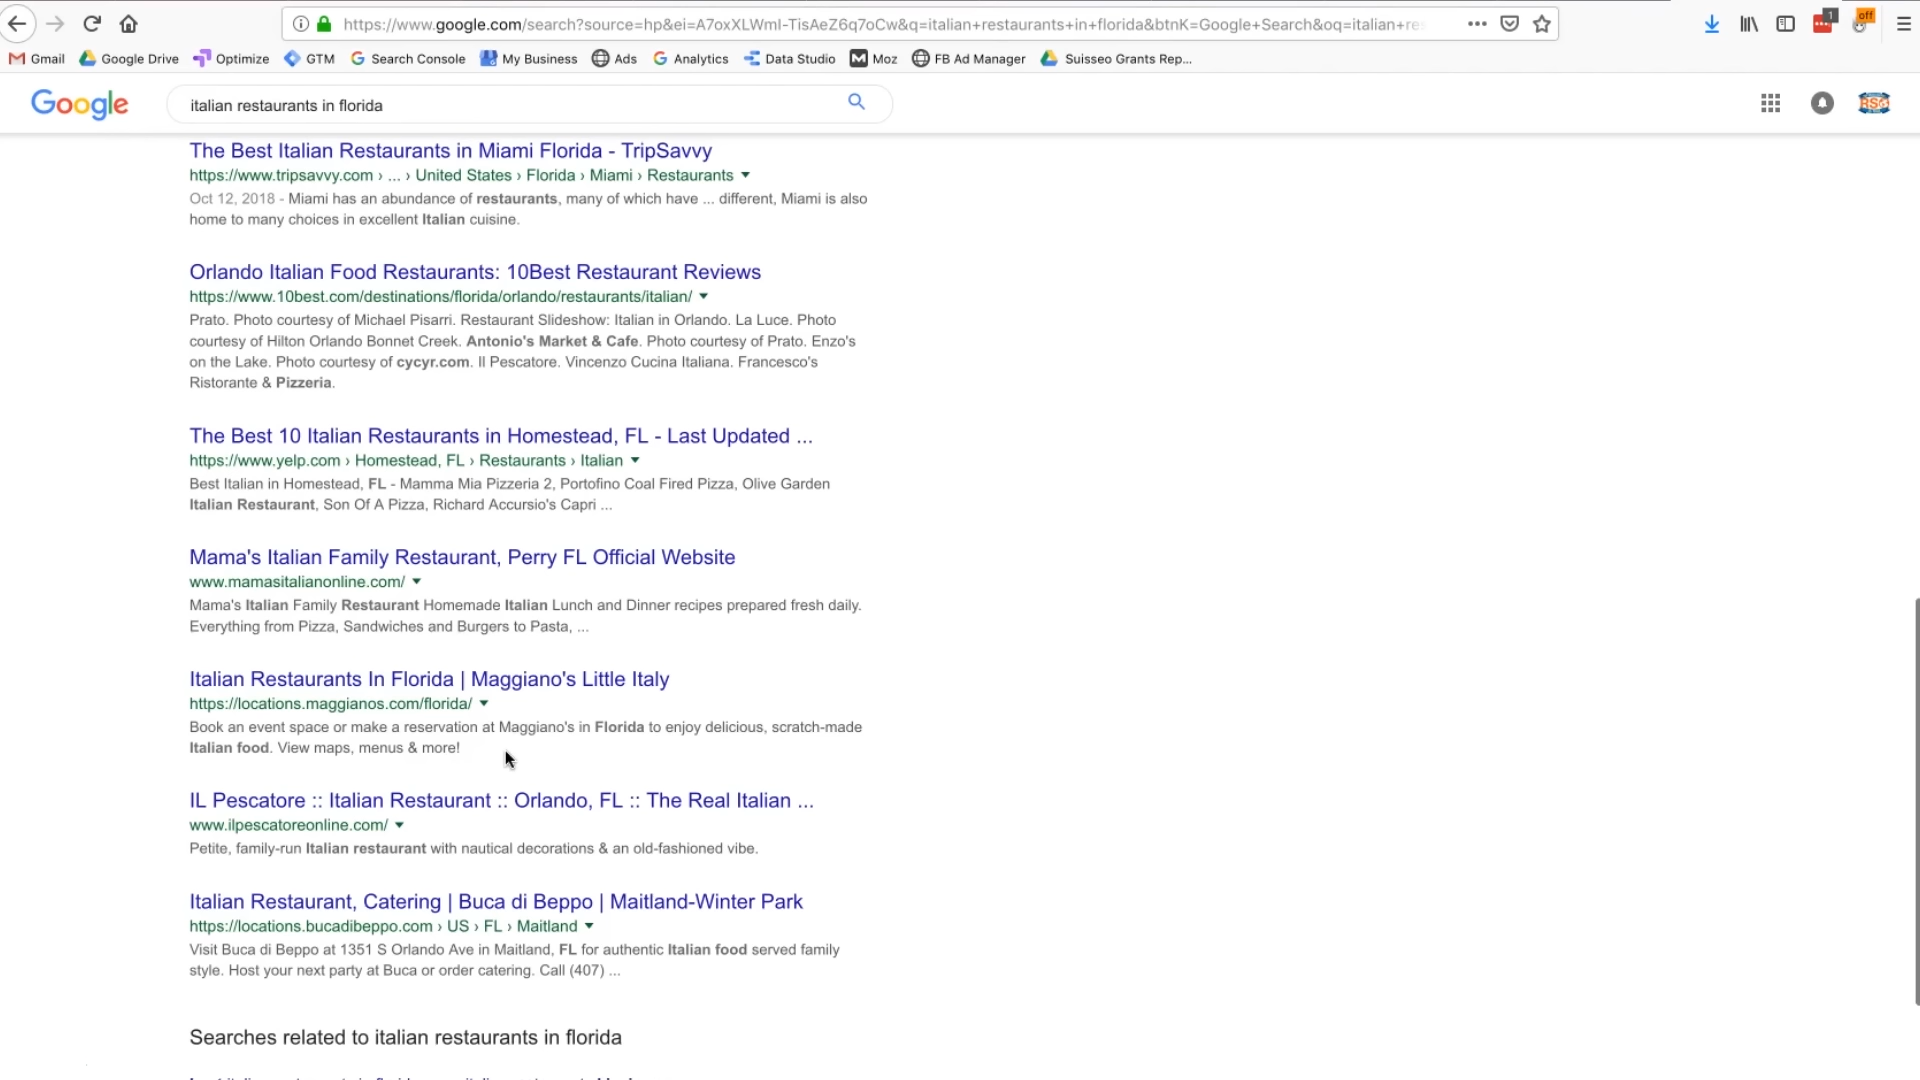 https://www.google.com/search?source=hp&ei=A7oxXLWmI-TisAeZ6q7oCw&q=italian+restaurants+in+florida&btnK=Google+Search&oq=italian+res
1
off
Gmail Google Drive Optimize GTM Search Console My Business Ads Analytics Data Studio Moz FB Ad Manager Suisseo Grants Rep...
Google italian restaurants in florida RSO
The Best Italian Restaurants in Miami Florida - TripSavvy
https://www.tripsavvy.com › ... › United States › Florida › Miami › Restaurants
Oct 12, 2018 - Miami has an abundance of restaurants, many of which have ... different, Miami is also
home to many choices in excellent Italian cuisine.
Orlando Italian Food Restaurants: 10Best Restaurant Reviews
https://www.10best.com/destinations/florida/orlando/restaurants/italian/
Prato. Photo courtesy of Michael Pisarri. Restaurant Slideshow: Italian in Orlando. La Luce. Photo
courtesy of Hilton Orlando Bonnet Creek. Antonio's Market & Cafe. Photo courtesy of Prato. Enzo's
on the Lake. Photo courtesy of cycyr.com. Il Pescatore. Vincenzo Cucina Italiana. Francesco's
Ristorante & Pizzeria.
The Best 10 Italian Restaurants in Homestead, FL - Last Updated ...
https://www.yelp.com › Homestead, FL › Restaurants › Italian
Best Italian in Homestead, FL - Mamma Mia Pizzeria 2, Portofino Coal Fired Pizza, Olive Garden
Italian Restaurant, Son Of A Pizza, Richard Accursio's Capri ...
Mama's Italian Family Restaurant, Perry FL Official Website
www.mamasitalianonline.com/
Mama's Italian Family Restaurant Homemade Italian Lunch and Dinner recipes prepared fresh daily.
Everything from Pizza, Sandwiches and Burgers to Pasta, ...
Italian Restaurants In Florida | Maggiano's Little Italy
https://locations.maggianos.com/florida/
Book an event space or make a reservation at Maggiano's in Florida to enjoy delicious, scratch-made
Italian food. View maps, menus & more!
IL Pescatore :: Italian Restaurant :: Orlando, FL :: The Real Italian ...
www.ilpescatoreonline.com/
Petite, family-run Italian restaurant with nautical decorations & an old-fashioned vibe.
Italian Restaurant, Catering | Buca di Beppo | Maitland-Winter Park
https://locations.bucadibeppo.com › US › FL › Maitland
Visit Buca di Beppo at 1351 S Orlando Ave in Maitland, FL for authentic Italian food served family
style. Host your next party at Buca or order catering. Call (407) ...
Searches related to italian restaurants in florida